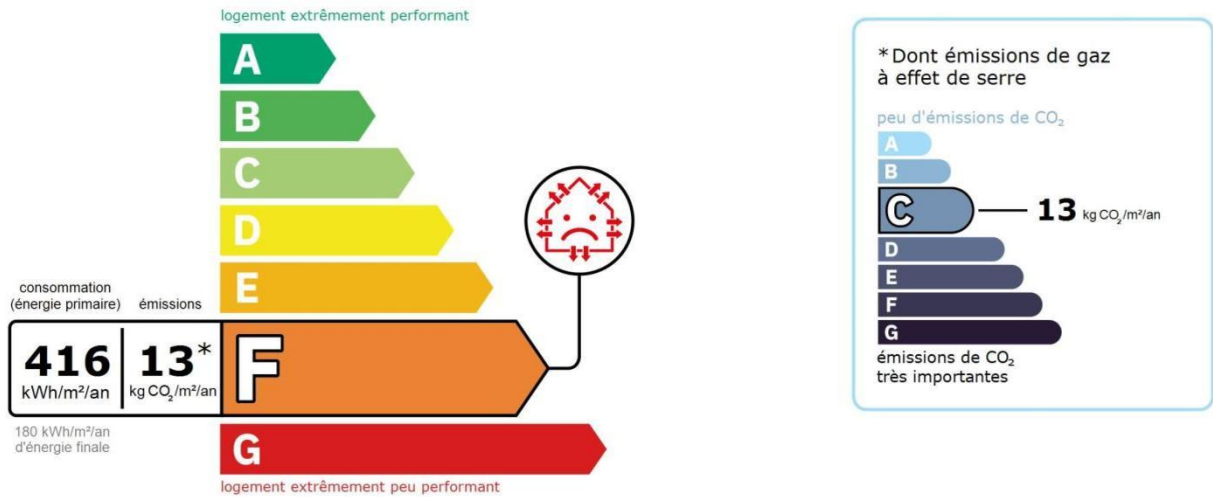 logement extrêmement performant
A
B
C
D
E
consommation
(énergie primaire)
émissions
416
kWh/m²/an
13*
kg CO₂/m²/an
F
180 kWh/m²/an
d'énergie finale
G
logement extrêmement peu performant
*Dont émissions de gaz
à effet de serre
peu d'émissions de CO₂
A
B
C
13 kg CO₂/m²/an
D
E
F
G
émissions de CO₂
très importantes